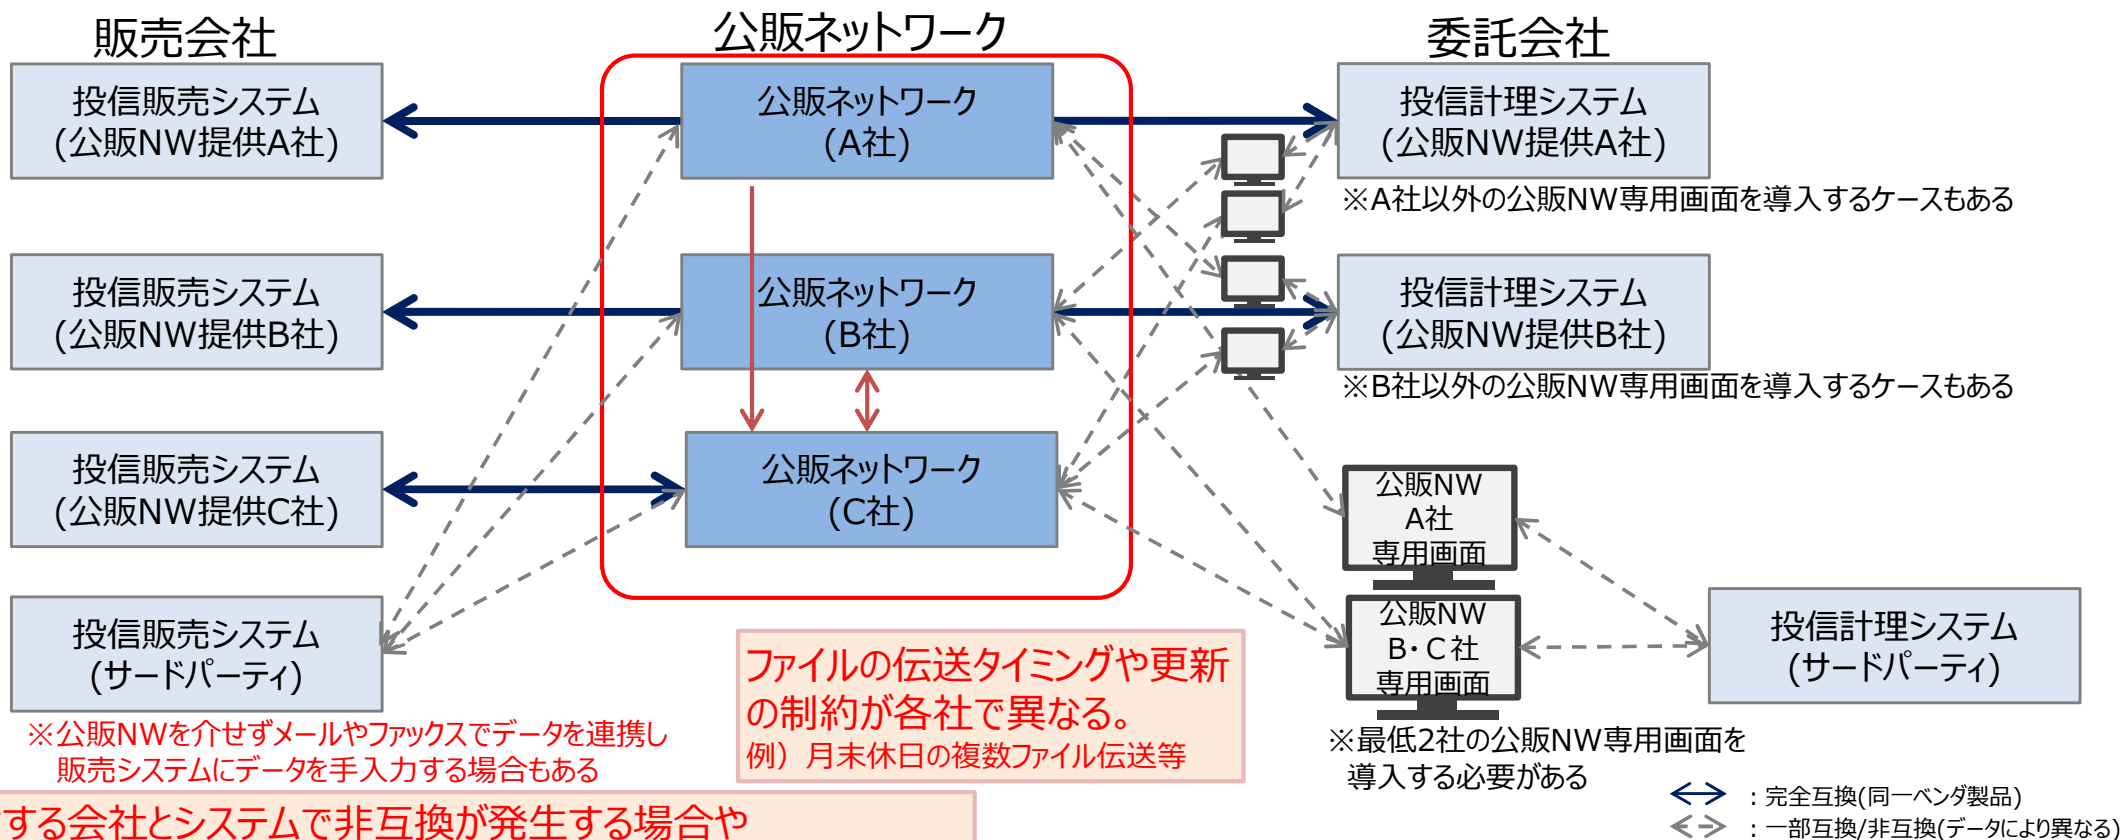 販売会社
公販ネットワーク
委託会社
投信販売システム
(公販NW提供A社)
公販ネットワーク
(A社)
投信計理システム
(公販NW提供A社)
※A社以外の公販NW専用画面を導入するケースもある
投信販売システム
(公販NW提供B社)
公販ネットワーク
(B社)
投信計理システム
(公販NW提供B社)
※B社以外の公販NW専用画面を導入するケースもある
投信販売システム
(公販NW提供C社)
公販ネットワーク
(C社)
公販NW
A社
専用画面
投信販売システム
(サードパーティ)
公販NW
B・C社
専用画面
投信計理システム
(サードパーティ)
※公販NWを介せずメールやファックスでデータを連携し
販売システムにデータを手入力する場合もある
ファイルの伝送タイミングや更新
の制約が各社で異なる。
例）月末休日の複数ファイル伝送等
※最低2社の公販NW専用画面を
導入する必要がある
：完全互換(同一ベンダ製品)
：一部互換/非互換(データにより異なる)
する会社とシステムで非互換が発生する場合や